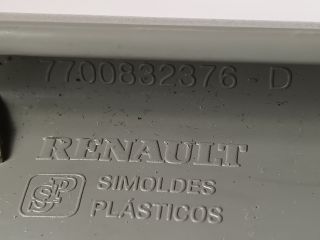 7700832376 D
RENAULT
SP SIMOLDES
PLÁSTICOS